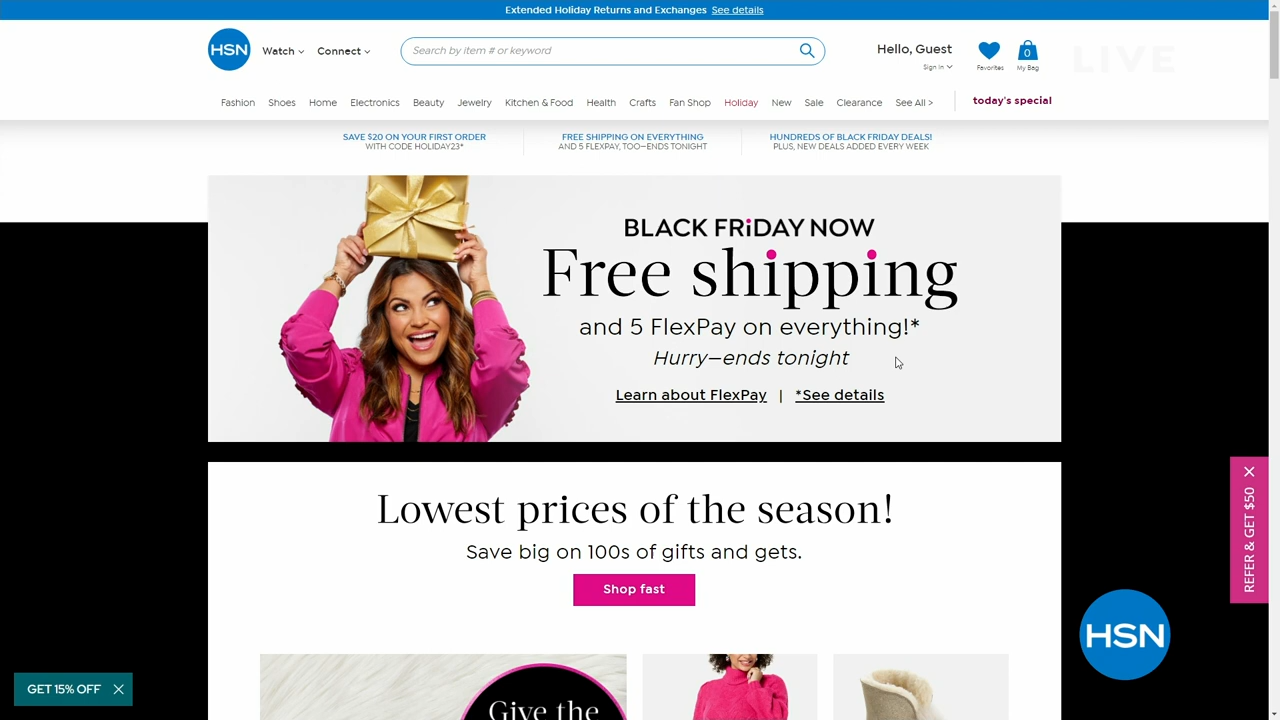 Extended Holiday Returns and Exchanges See details
HSN
Watch
Connect
Search by item # or keyword
Hello, Guest
Sign In
Favorites
0
My Bag
LIVE
Fashion Shoes Home Electronics Beauty Jewelry Kitchen & Food Health Crafts Fan Shop Holiday New Sale Clearance See All >
today's special
SAVE $20 ON YOUR FIRST ORDER
WITH CODE HOLIDAY23*
FREE SHIPPING ON EVERYTHING
AND 5 FLEXPAY, TOO—ENDS TONIGHT
HUNDREDS OF BLACK FRIDAY DEALS!
PLUS, NEW DEALS ADDED EVERY WEEK
BLACK FRiDAY NOW
Free shipping
and 5 FlexPay on everything!*
Hurry—ends tonight
Learn about FlexPay | *See details
Lowest prices of the season!
Save big on 100s of gifts and gets.
Shop fast
REFER & GET $50
HSN
GET 15% OFF
Give the